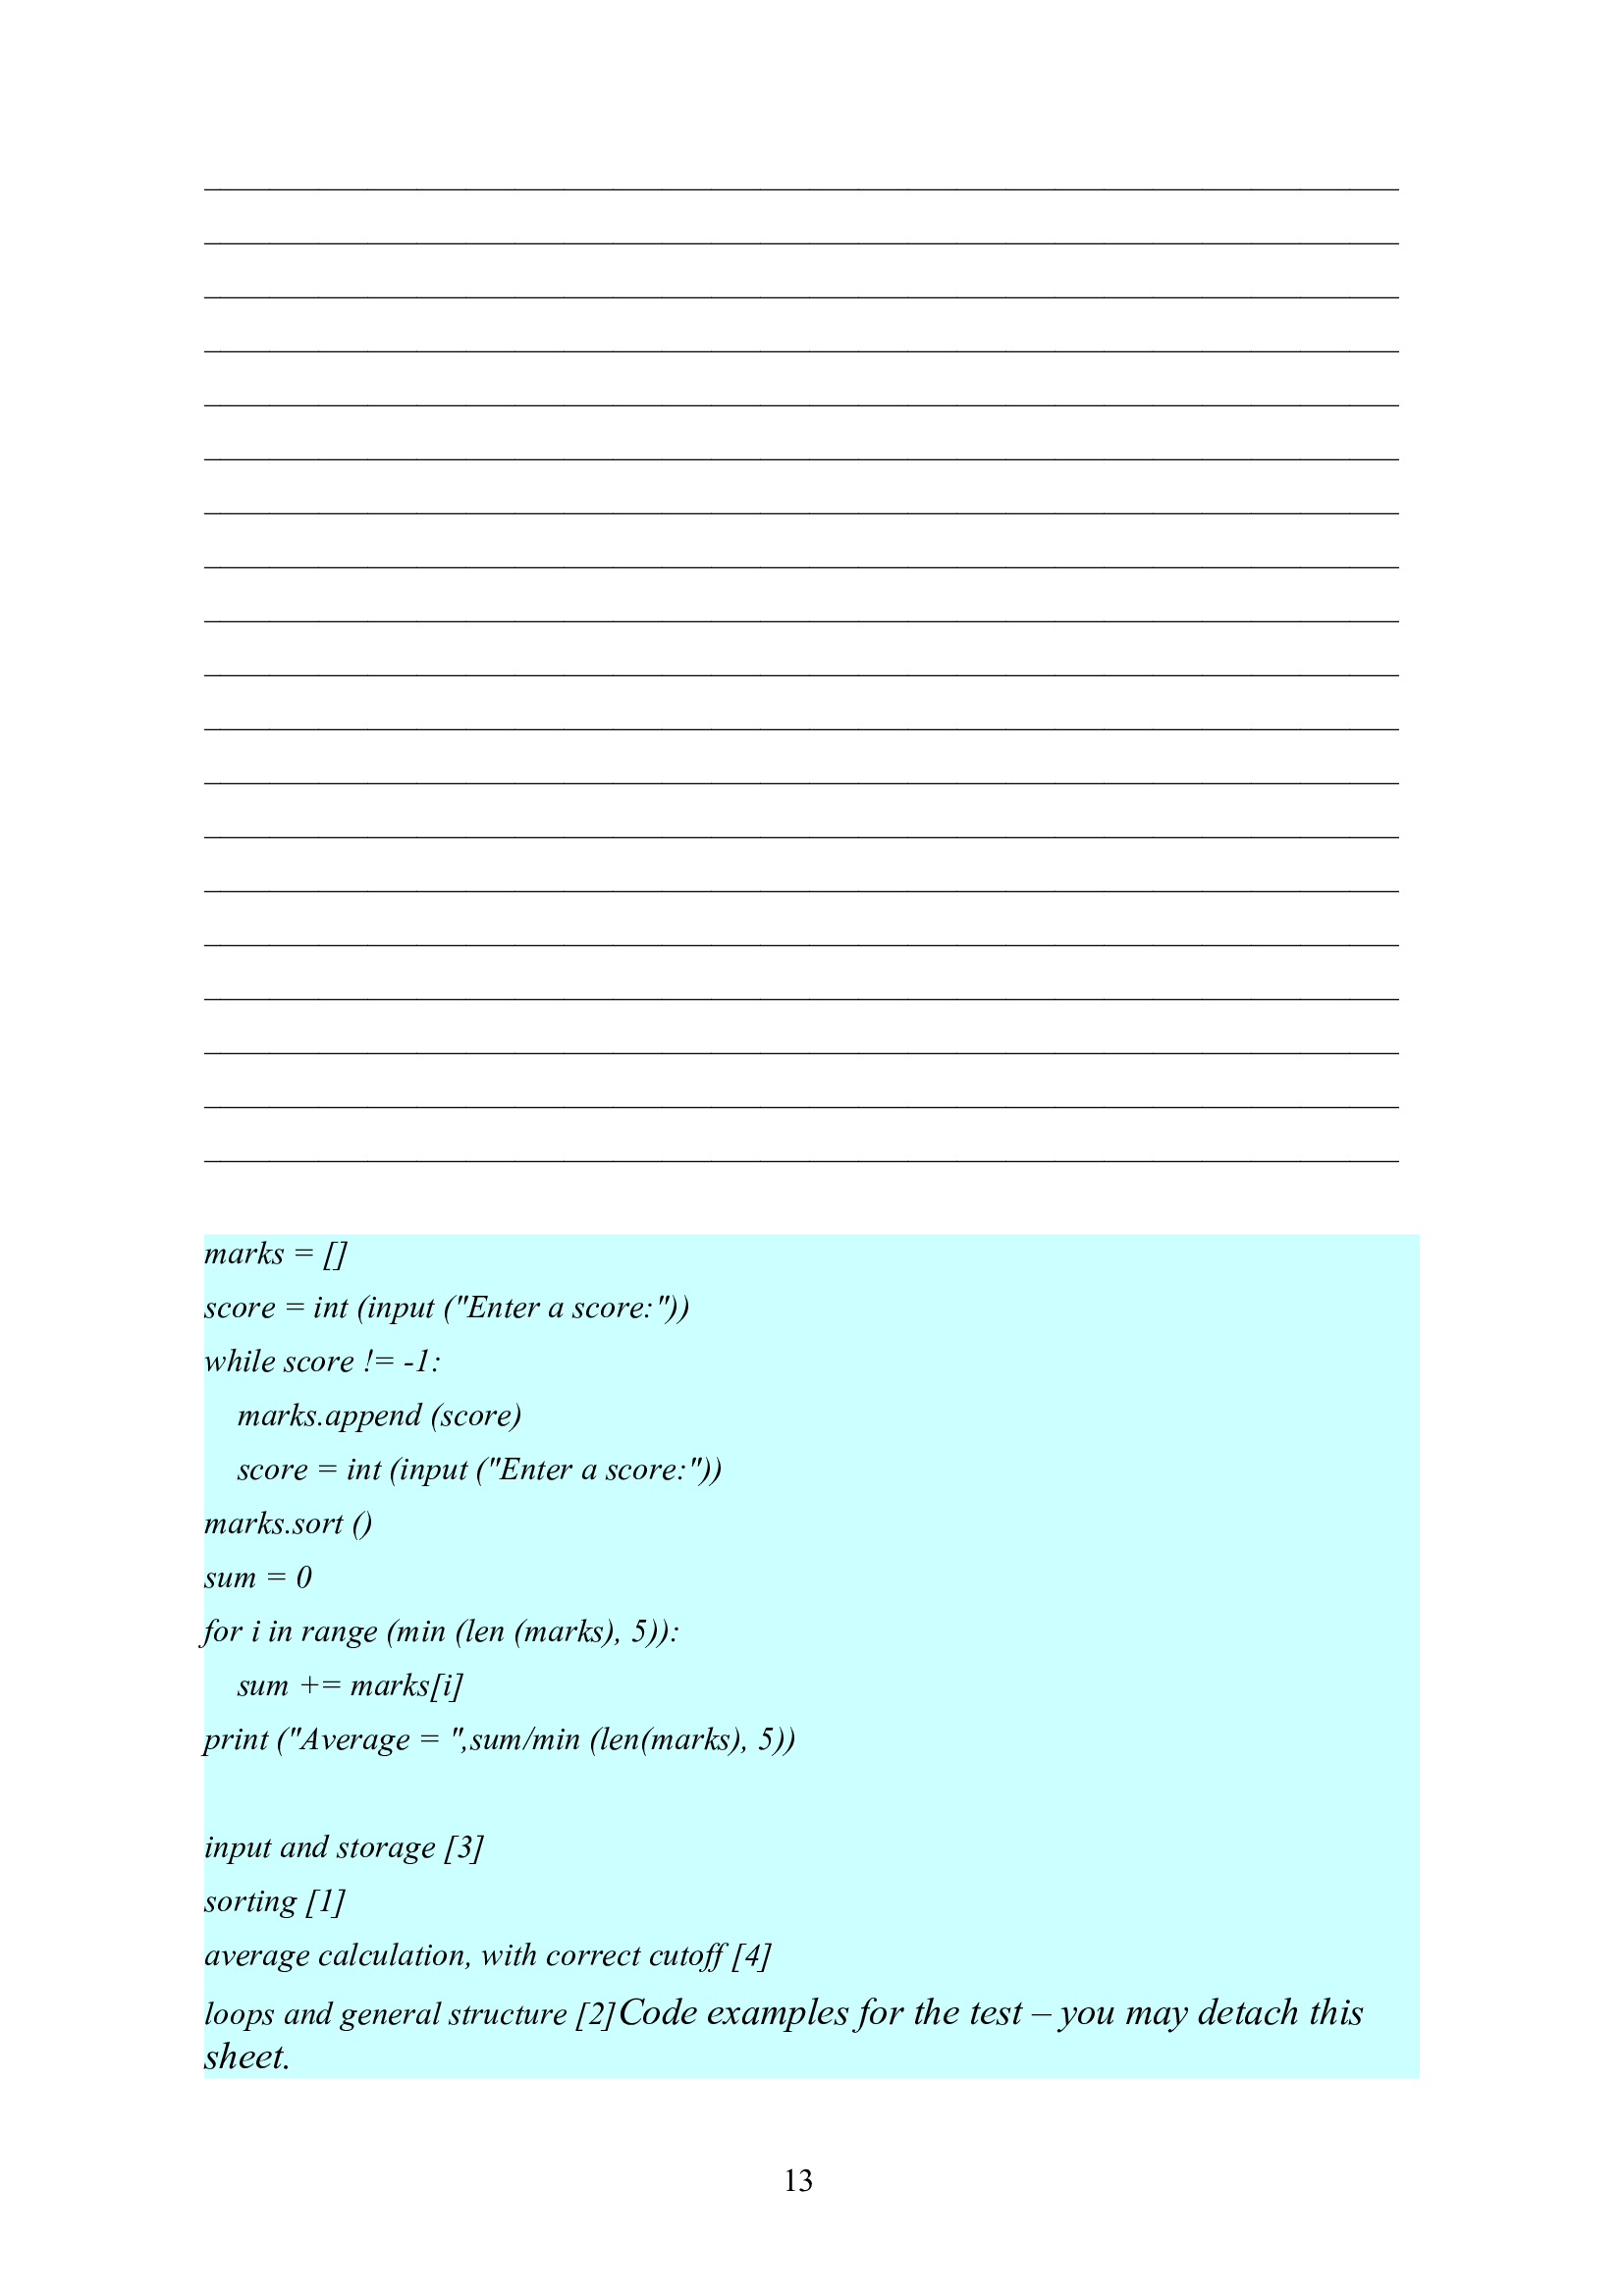 marks = []
score = int (input ("Enter a score:"))
while score != -1:
    marks.append (score)
    score = int (input ("Enter a score:"))
marks.sort ()
sum = 0
for i in range (min (len (marks), 5)):
    sum += marks[i]
print ("Average = ",sum/min (len(marks), 5))
input and storage [3]
sorting [1]
average calculation, with correct cutoff [4]
loops and general structure [2]Code examples for the test – you may detach this
sheet.
13